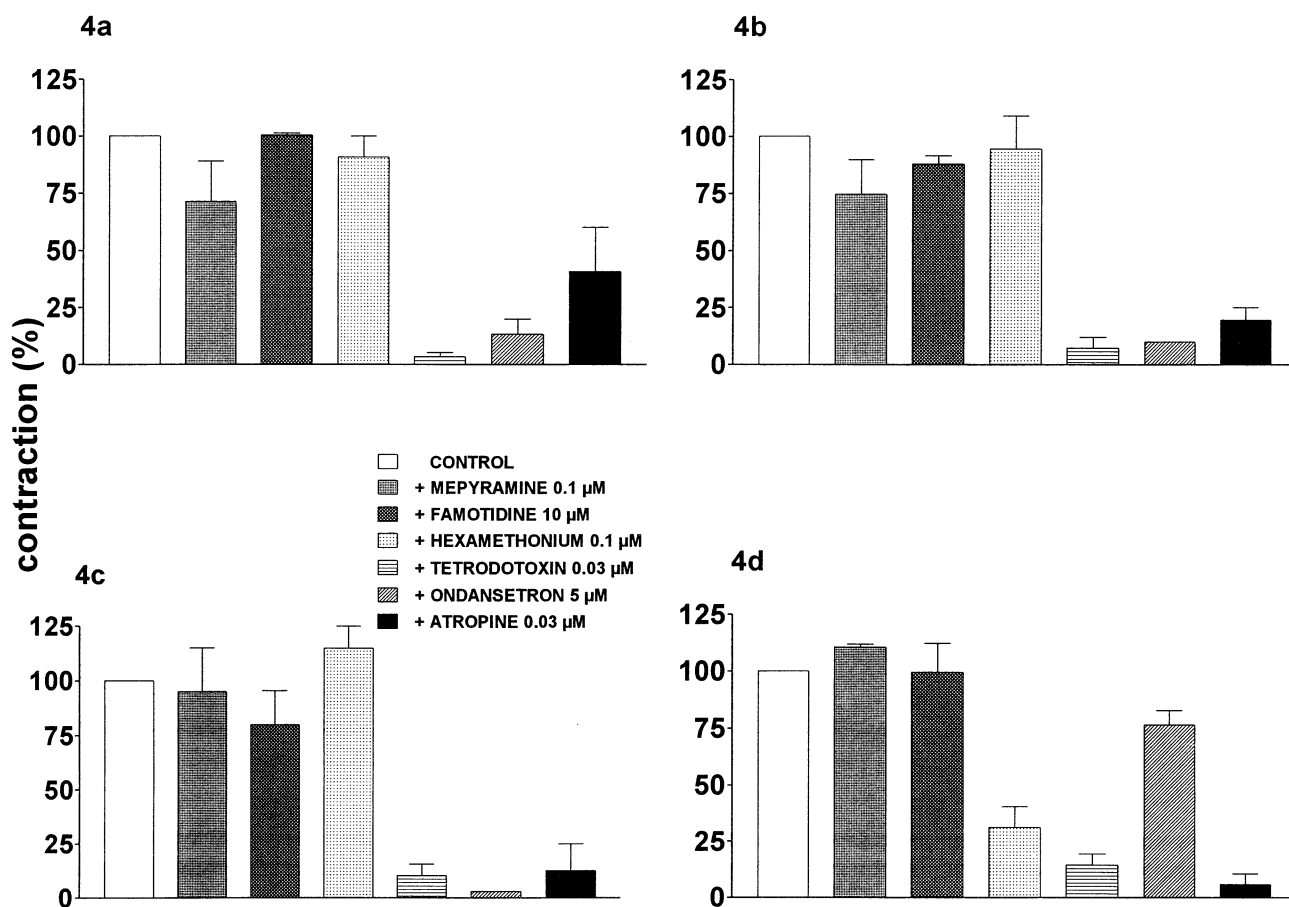 4a
125
100
75
50
25
0
4b
125
100
75
50
25
0
contraction (%)
CONTROL
+ MEPYRAMINE 0.1 µM
+ FAMOTIDINE 10 µM
+ HEXAMETHONIUM 0.1 µM
+ TETRODOTOXIN 0.03 µM
+ ONDANSETRON 5 µM
+ ATROPINE 0.03 µM
4c
125
100
75
50
25
0
4d
125
100
75
50
25
0